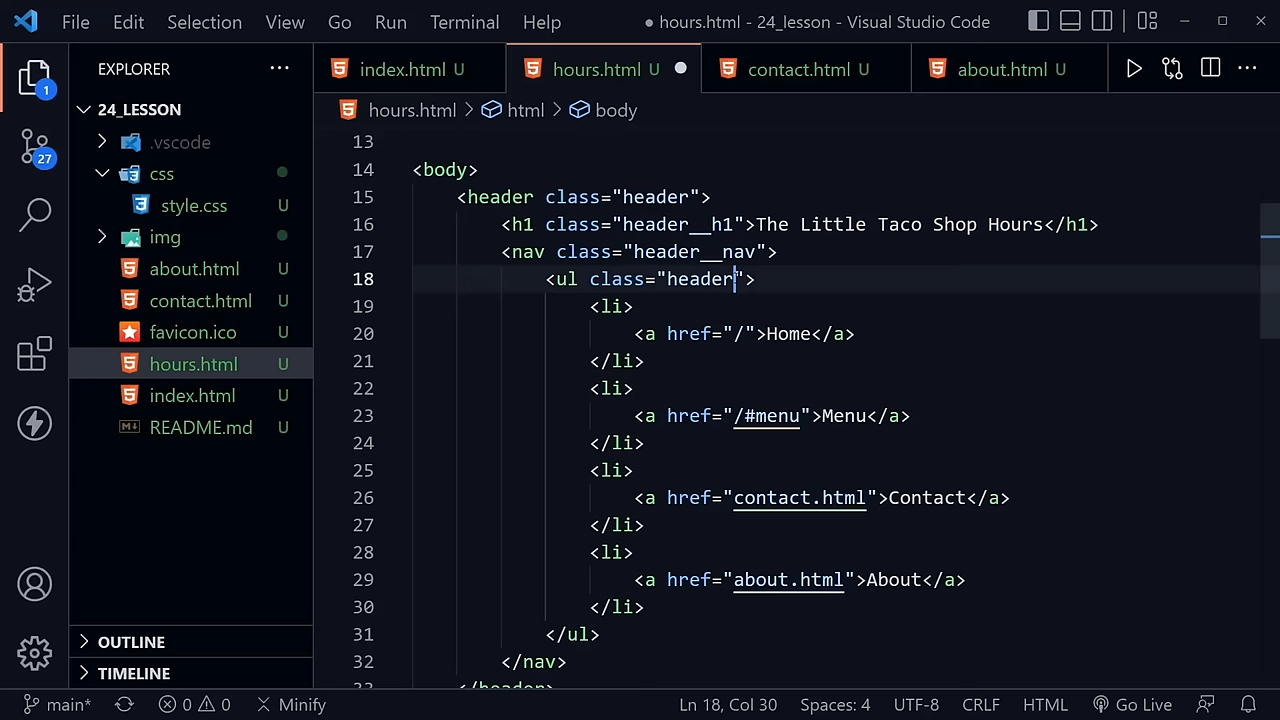 File Edit Selection View Go Run Terminal Help ● hours.html - 24_lesson - Visual Studio Code
EXPLORER ···
index.html U hours.html U ● contact.html U about.html U
24_LESSON
hours.html > html > body
1
.vscode
27
css
style.css U
img
about.html U
contact.html U
favicon.ico U
hours.html U
index.html U
README.md U
OUTLINE
TIMELINE
13
14 <body>
15 <header class="header">
16 <h1 class="header__h1">The Little Taco Shop Hours</h1>
17 <nav class="header__nav">
18 <ul class="header">
19 <li>
20 <a href="/">Home</a>
21 </li>
22 <li>
23 <a href="/#menu">Menu</a>
24 </li>
25 <li>
26 <a href="contact.html">Contact</a>
27 </li>
28 <li>
29 <a href="about.html">About</a>
30 </li>
31 </ul>
32 </nav>
33 </header>
main* 0 0 Minify Ln 18, Col 30 Spaces: 4 UTF-8 CRLF HTML Go Live